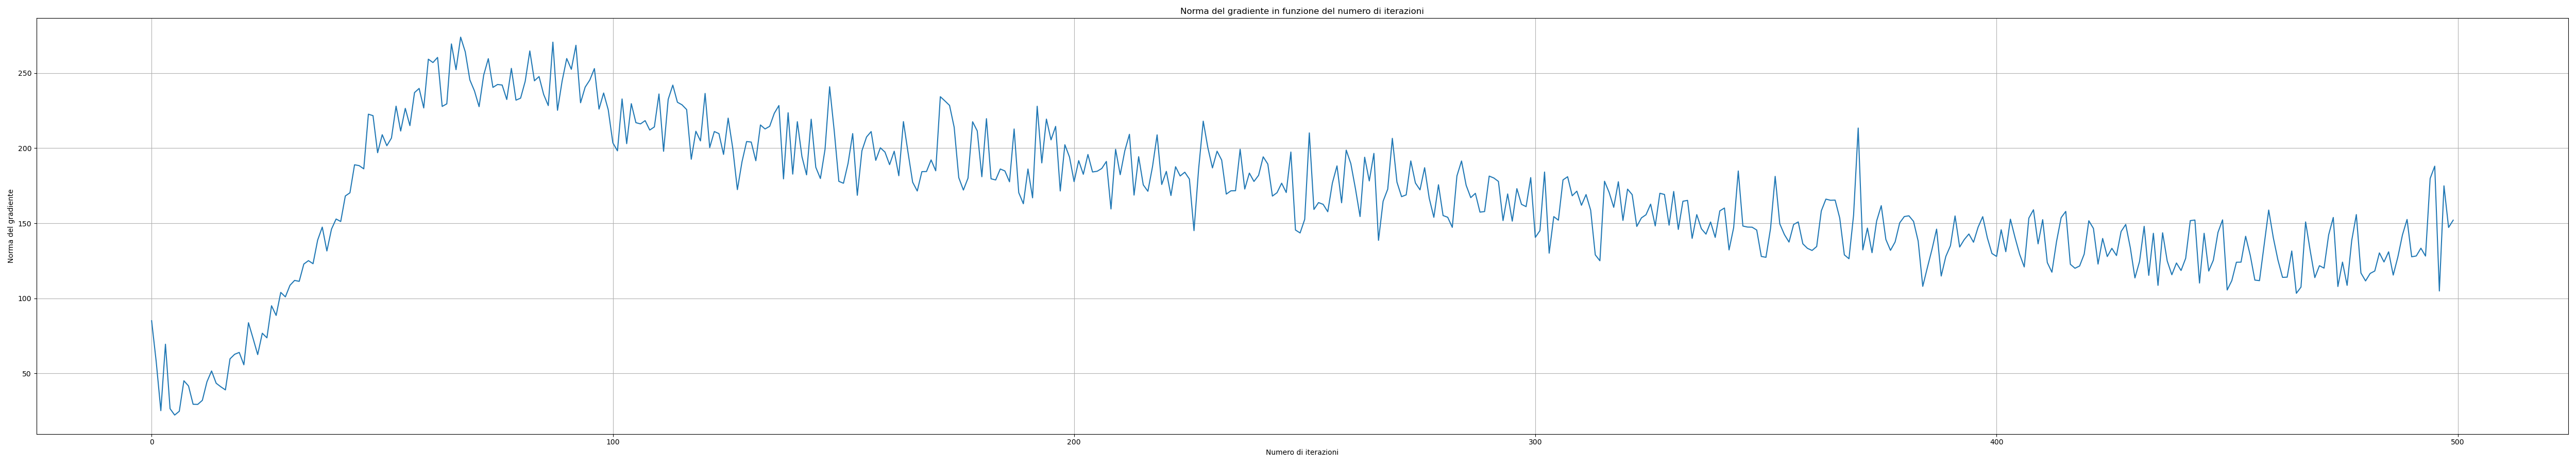 Norma del gradiente in funzione del numero di iterazioni
Norma del gradiente
250
200
150
100
50
0 100 200 300 400 500
Numero di iterazioni